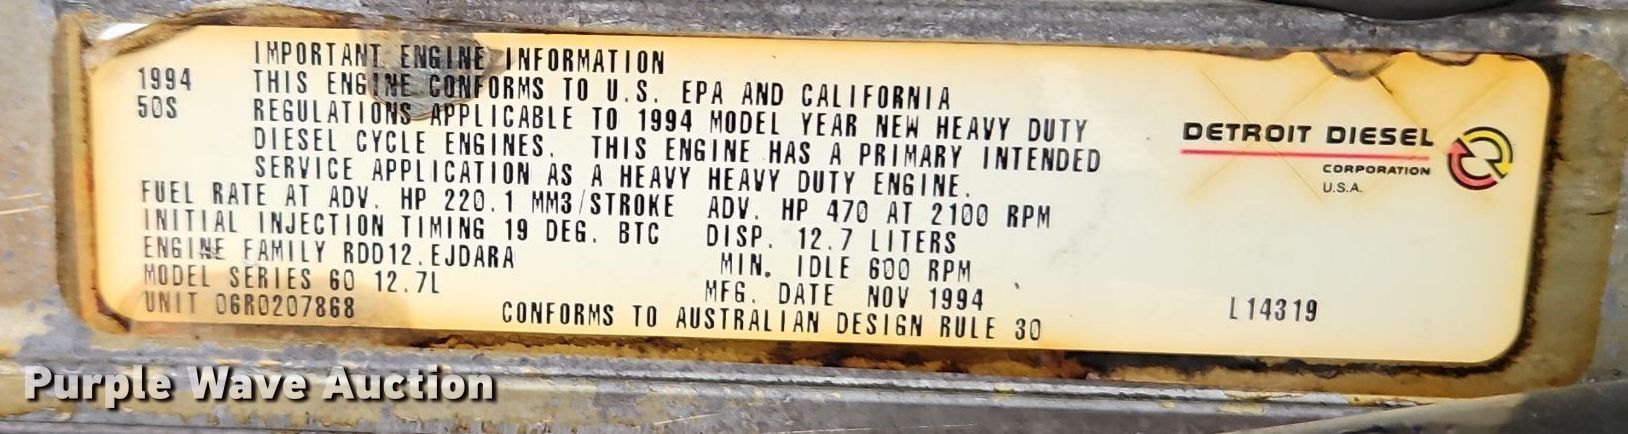 IMPORTANT ENGINE INFORMATION
1994 THIS ENGINE CONFORMS TO U.S. EPA AND CALIFORNIA
50S REGULATIONS APPLICABLE TO 1994 MODEL YEAR NEW HEAVY DUTY
DIESEL CYCLE ENGINES. THIS ENGINE HAS A PRIMARY INTENDED
SERVICE APPLICATION AS A HEAVY HEAVY DUTY ENGINE.
FUEL RATE AT ADV. HP 220.1 MM3/STROKE ADV. HP 470 AT 2100 RPM
INITIAL INJECTION TIMING 19 DEG. BTC DISP. 12.7 LITERS
ENGINE FAMILY RDD12.EJDARA MIN. IDLE 600 RPM
MODEL SERIES 60 12.7L MFG. DATE NOV 1994
UNIT 06R0207868 CONFORMS TO AUSTRALIAN DESIGN RULE 30
DETROIT DIESEL
CORPORATION
U.S.A.
L14319
Purple Wave Auction